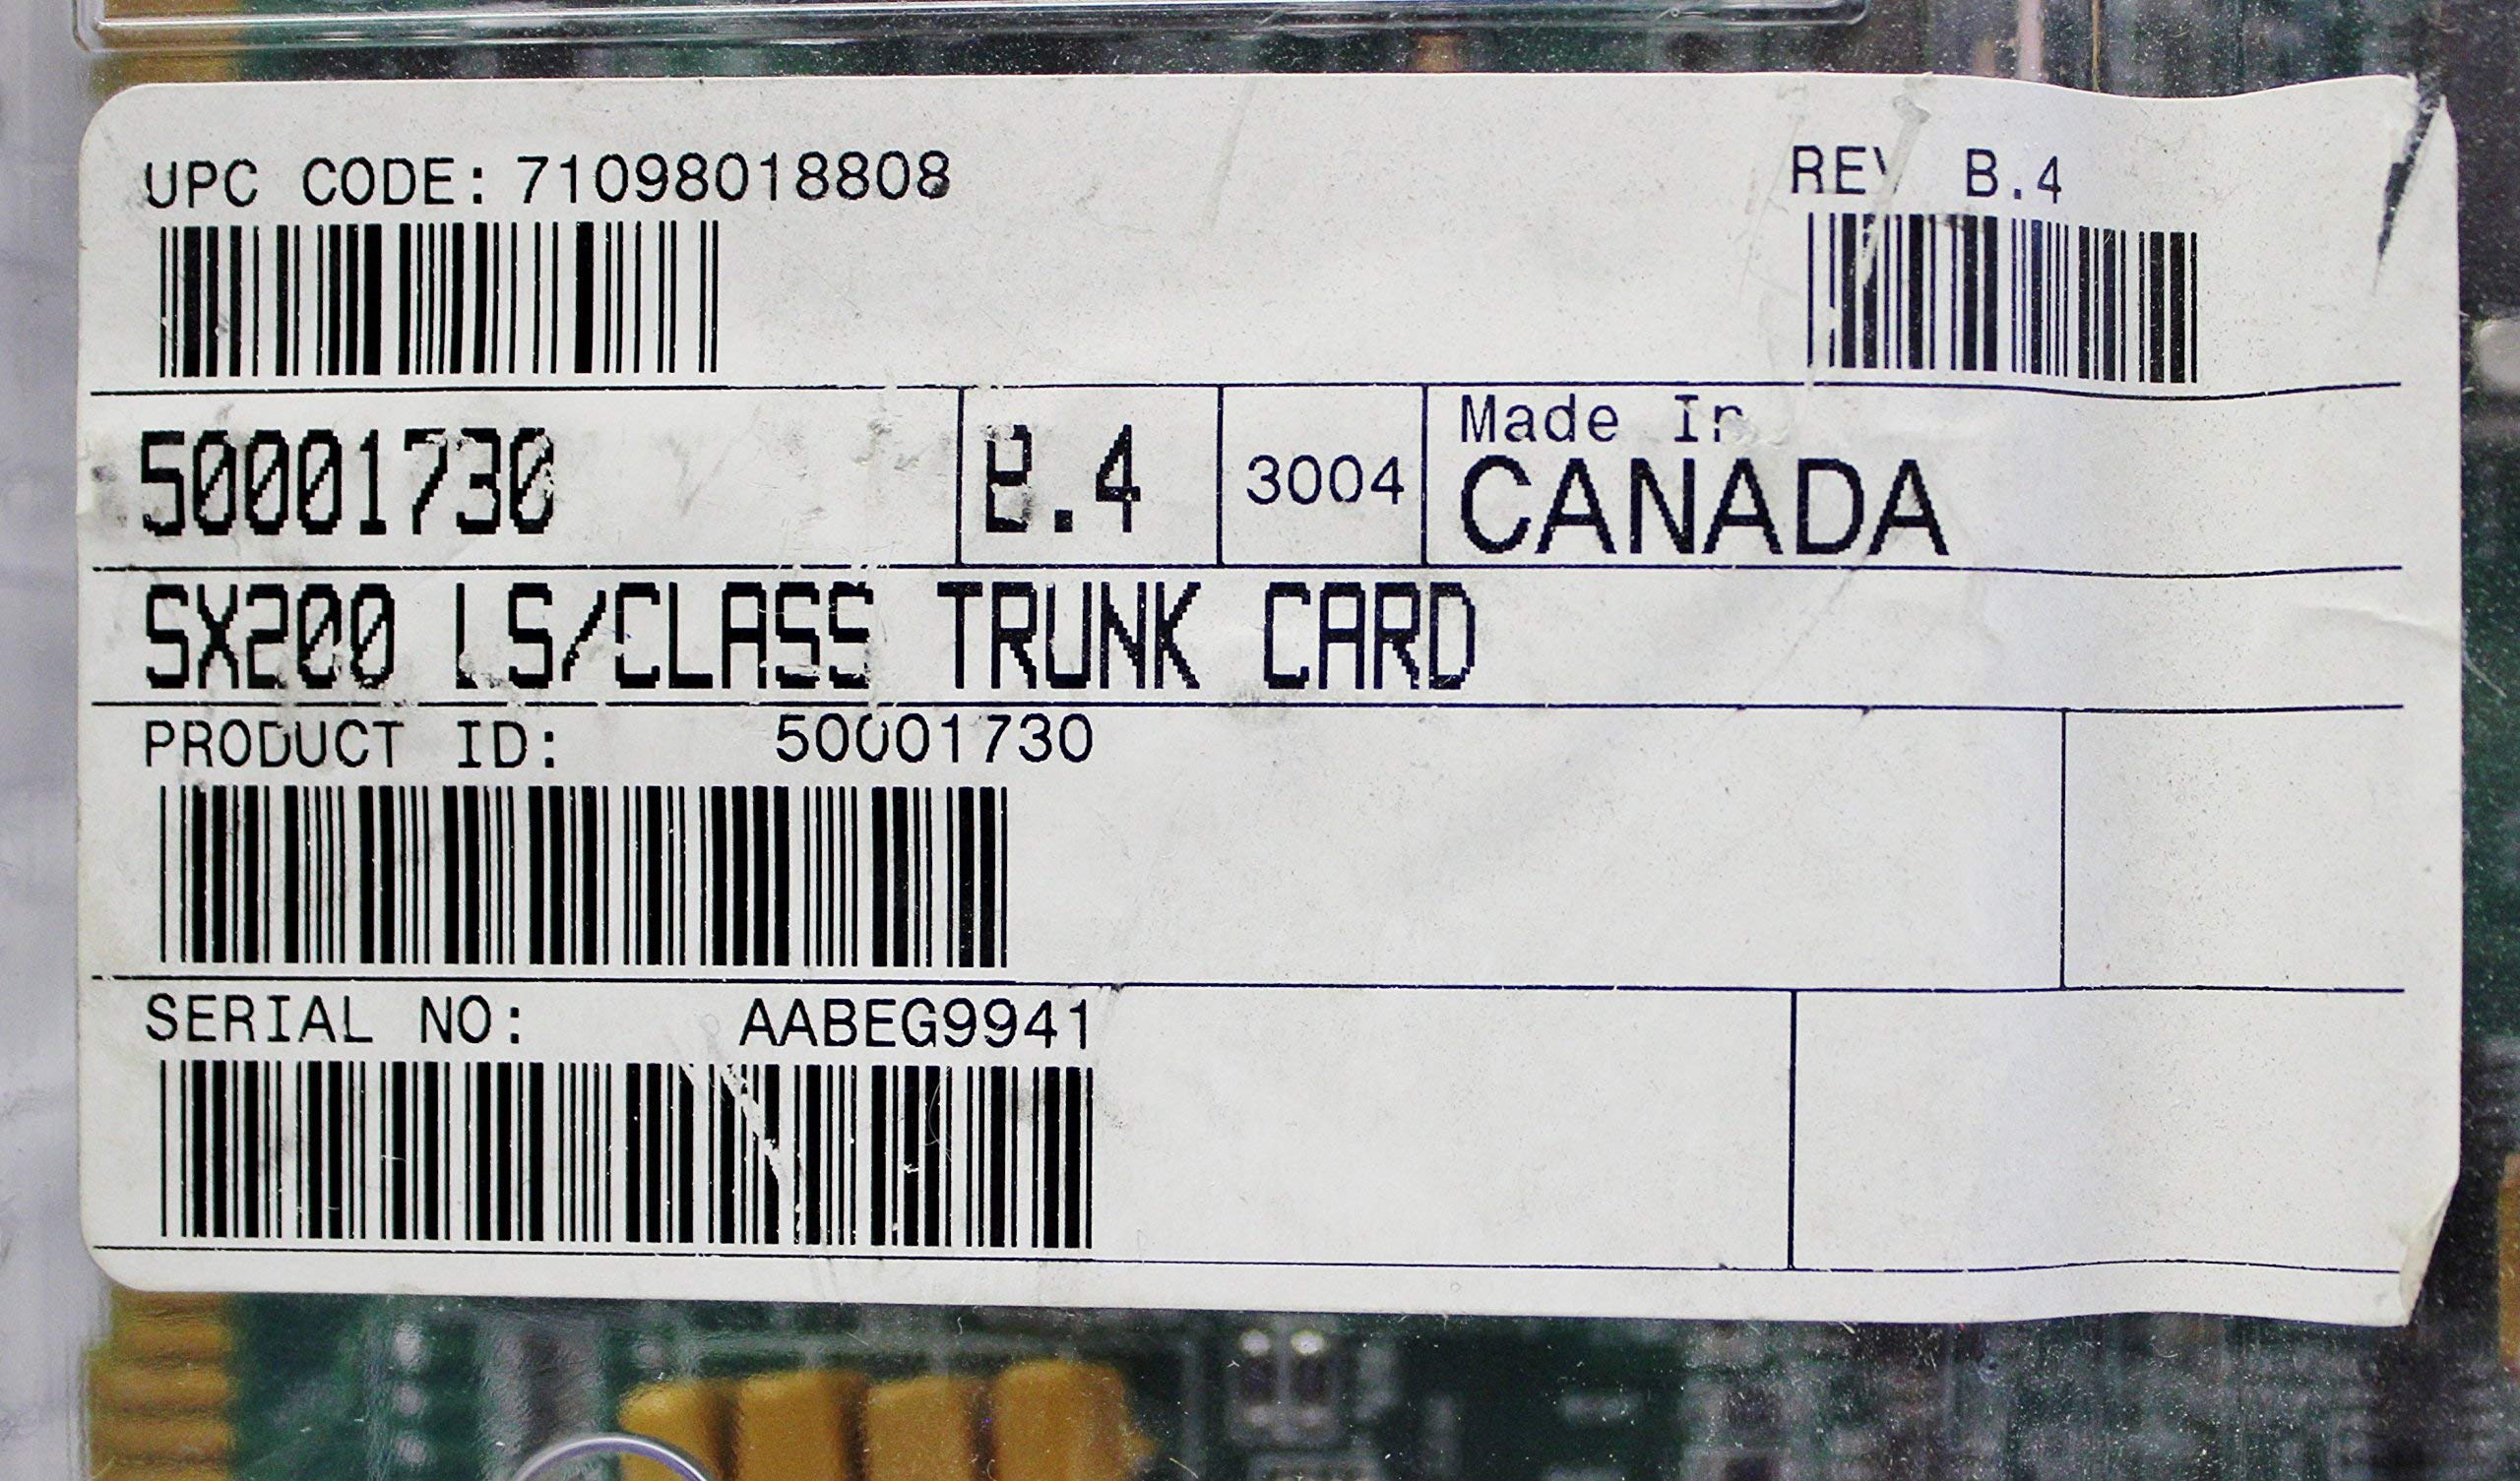 UPC CODE: 71098018808
REV B.4
50001730
B.4
3004
Made In
CANADA
SX200 LS/CLASS TRUNK CARD
PRODUCT ID: 50001730
SERIAL NO: AABEG9941